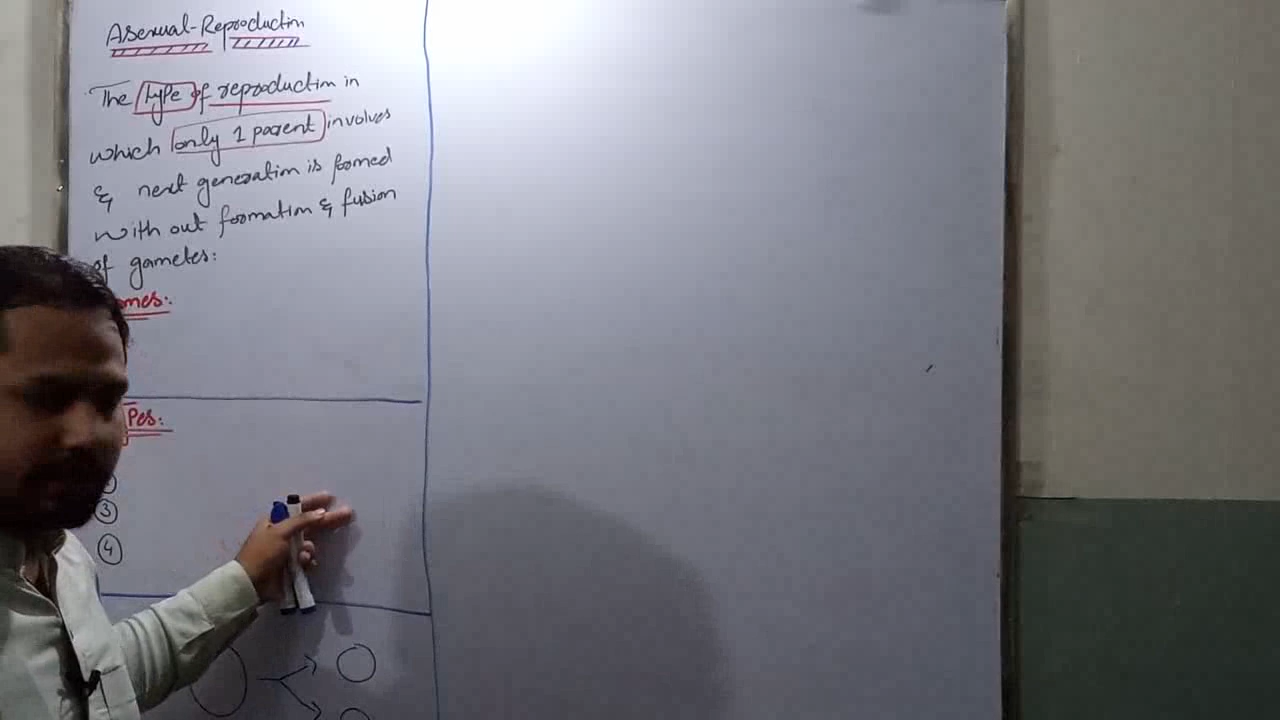 Asexual-Reproduction
The type of reproduction in
which only 1 parent involves
& next generation is formed
with out formation & fusion
of gametes:
omes:
Pes:
3
4